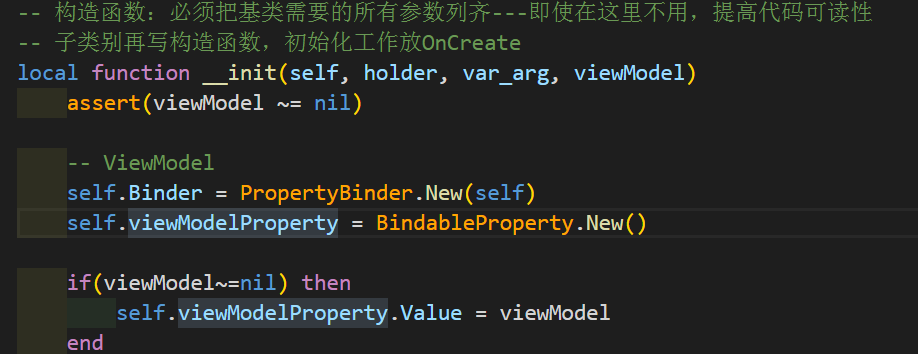 -- 构造函数：必须把基类需要的所有参数列齐---即使在这里不用，提高代码可读性
-- 子类别再写构造函数，初始化工作放OnCreate
local function __init(self, holder, var_arg, viewModel)
assert(viewModel ~= nil)
-- ViewModel
self.Binder = PropertyBinder.New(self)
self.viewModelProperty = BindableProperty.New()
if(viewModel~=nil) then
self.viewModelProperty.Value = viewModel
end